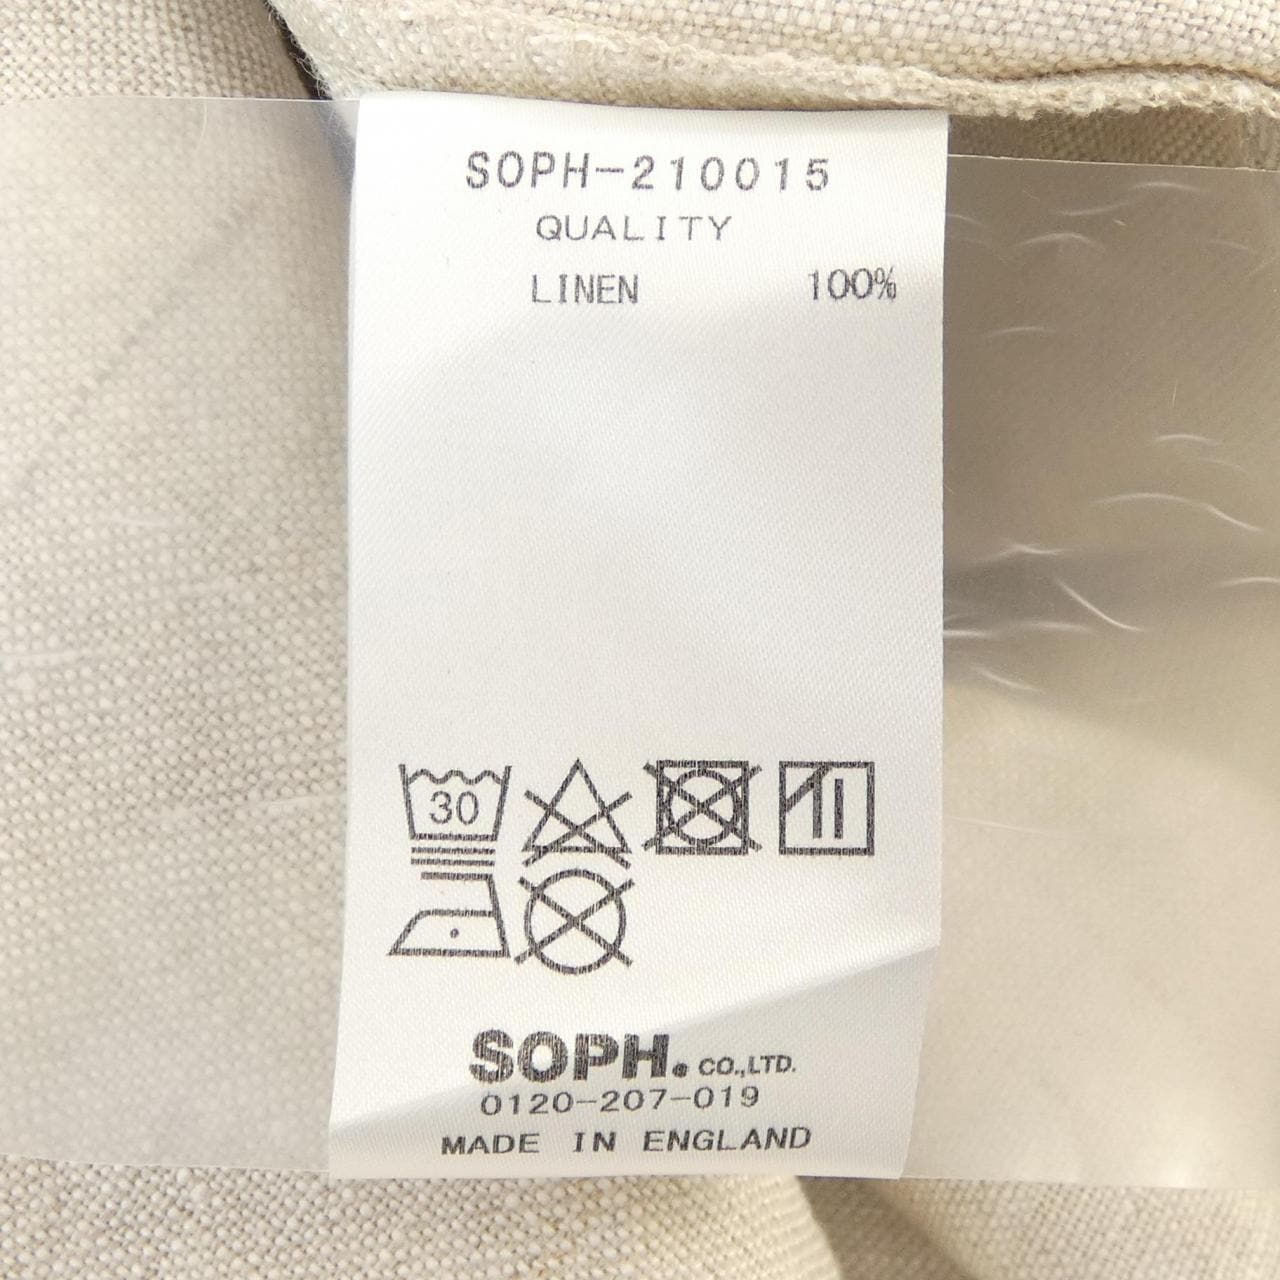 SOPH-210015
QUALITY
LINEN 100%
30
SOPH. CO.,LTD.
0120-207-019
MADE IN ENGLAND